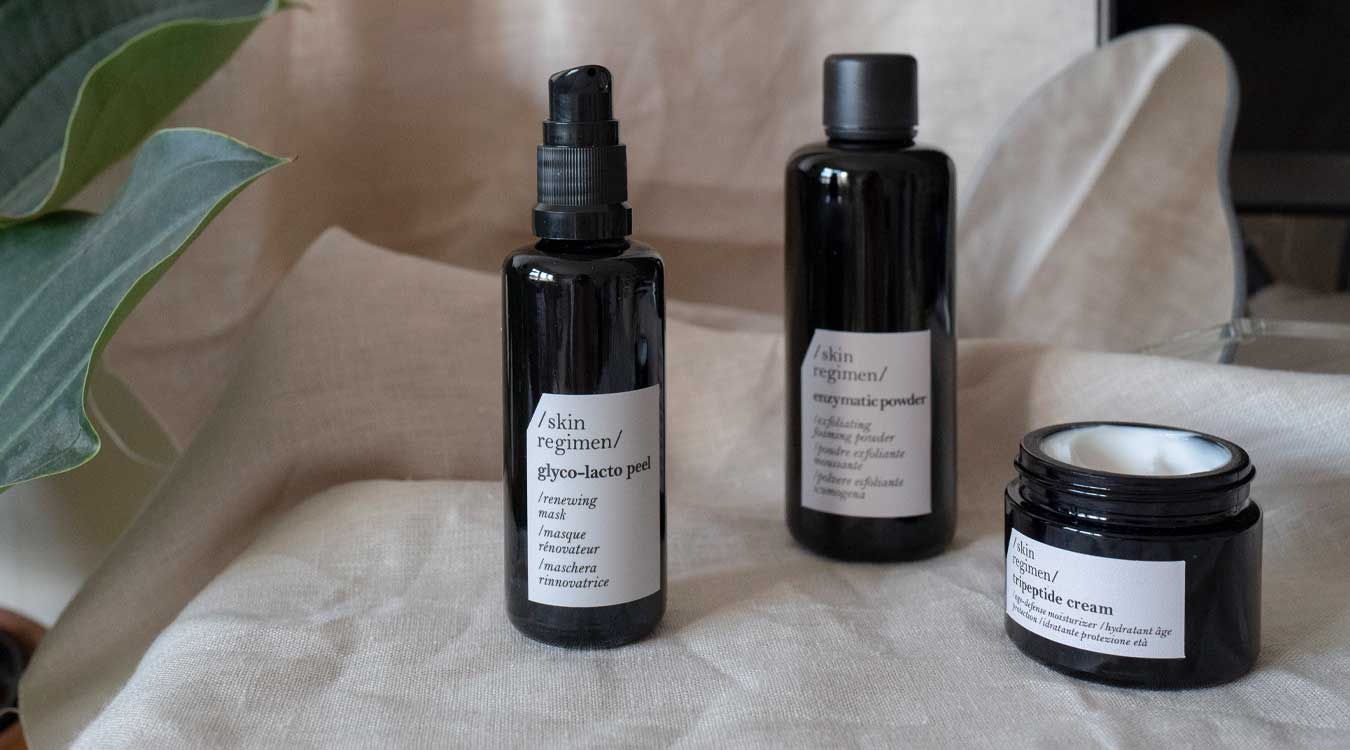 /skin
regimen/
glyco-lacto peel
/renewing
mask
/masque
rénovateur
/maschera
rinnovatrice
/skin
regimen/
enzymatic powder
/exfoliating
foaming powder
/poudre exfoliante
moussante
/polvere esfoliante
scumogena
/skin
regimen/
tripeptide cream
/age-defense moisturizer /hydratant âge
protection /idratante protezione età